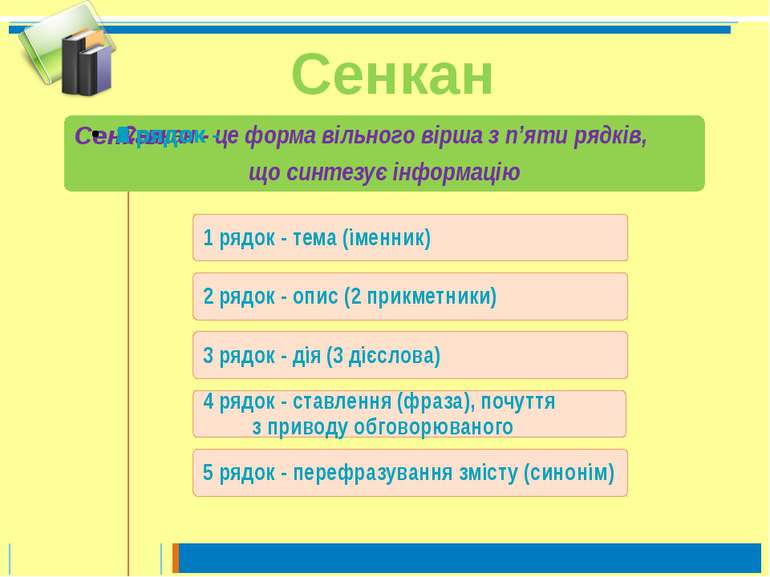 Сенкан
Сенкан - це форма вільного вірша з п’яти рядків,
що синтезує інформацію
1 рядок - тема (іменник)
2 рядок - опис (2 прикметники)
3 рядок - дія (3 дієслова)
4 рядок - ставлення (фраза), почуття
з приводу обговорюваного
5 рядок - перефразування змісту (синонім)